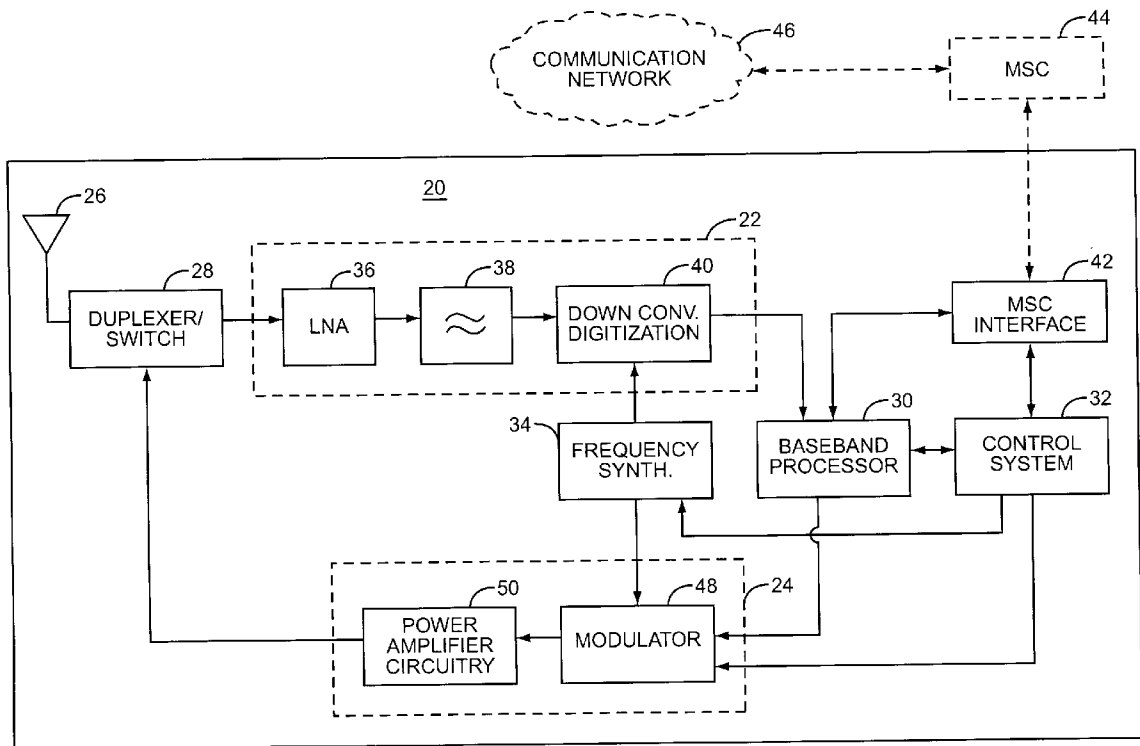 46
COMMUNICATION
NETWORK
44
MSC
20
26
22
28
DUPLEXER/
SWITCH
36
LNA
38
40
DOWN CONV.
DIGITIZATION
42
MSC
INTERFACE
34
FREQUENCY
SYNTH.
30
BASEBAND
PROCESSOR
32
CONTROL
SYSTEM
50
POWER
AMPLIFIER
CIRCUITRY
48
MODULATOR
24